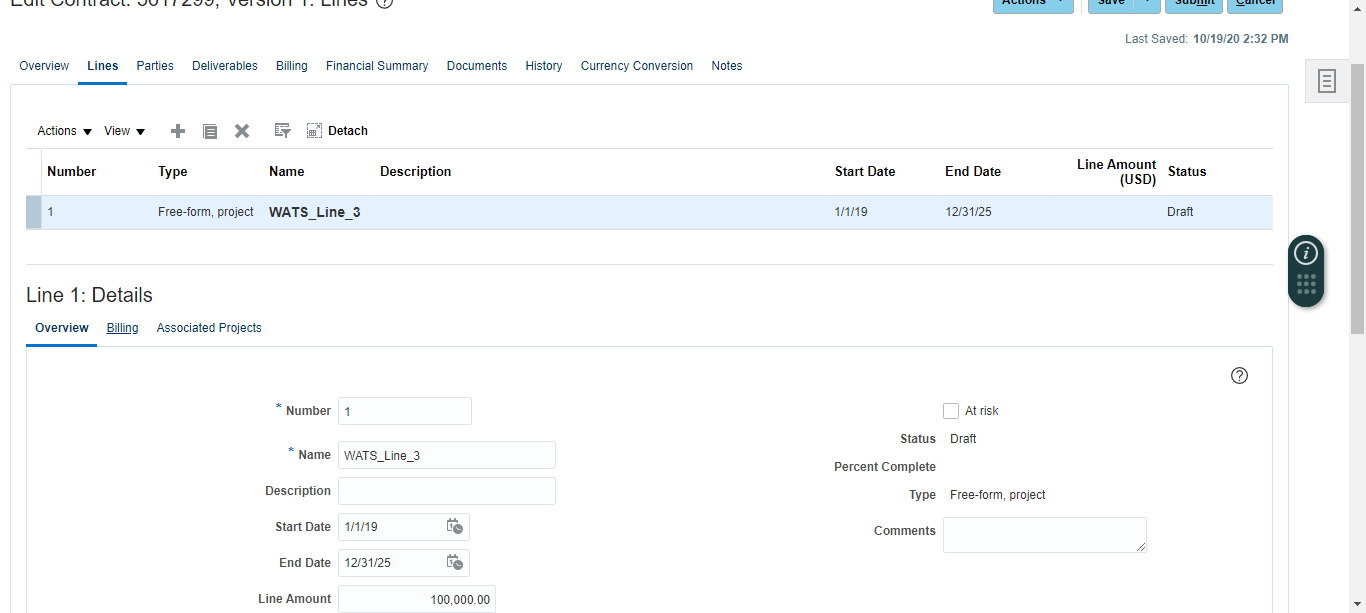 Edit Contract: 5617299, Version 1: Lines
Actions Save Submit Cancel
Last Saved: 10/19/20 2:32 PM
Overview Lines Parties Deliverables Billing Financial Summary Documents History Currency Conversion Notes
Actions View Detach
Number Type Name Description Start Date End Date Line Amount (USD) Status
1 Free-form, project WATS_Line_3 1/1/19 12/31/25 Draft
Line 1: Details
Overview Billing Associated Projects
* Number 1
At risk
Status Draft
* Name WATS_Line_3
Percent Complete
Description
Type Free-form, project
Start Date 1/1/19
Comments
End Date 12/31/25
Line Amount 100,000.00